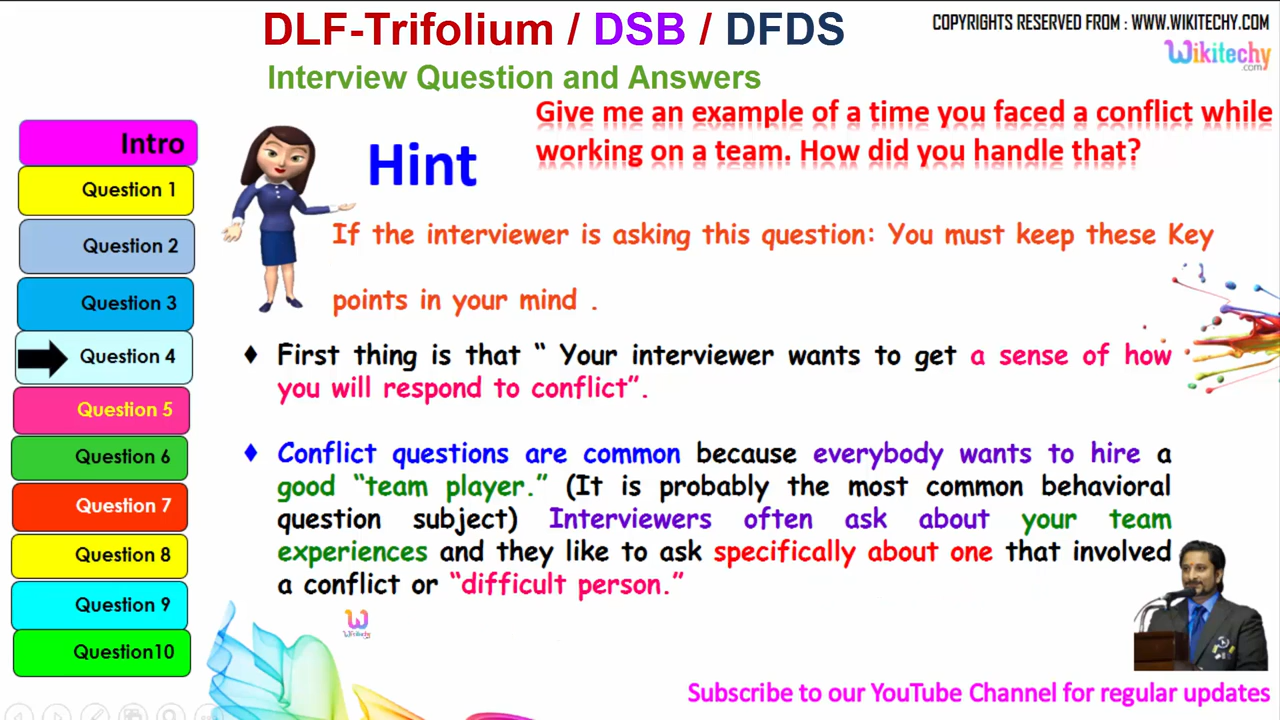 DLF-Trifolium / DSB / DFDS
COPYRIGHTS RESERVED FROM : WWW.WIKITECHY.COM
Wikitechy
.com
Interview Question and Answers
Give me an example of a time you faced a conflict while
working on a team. How did you handle that?
Intro
Question 1
Question 2
Question 3
Question 4
Question 5
Question 6
Question 7
Question 8
Question 9
Question10
Hint
If the interviewer is asking this question: You must keep these Key
points in your mind .
♦ First thing is that “ Your interviewer wants to get a sense of how
you will respond to conflict”.
♦ Conflict questions are common because everybody wants to hire a
good “team player.” (It is probably the most common behavioral
question subject) Interviewers often ask about your team
experiences and they like to ask specifically about one that involved
a conflict or “difficult person.”
W
Wikitechy
Subscribe to our YouTube Channel for regular updates